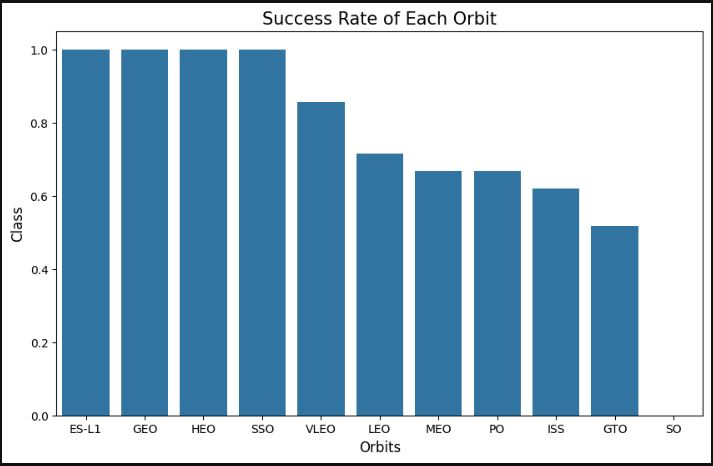 Success Rate of Each Orbit
1.0
0.8
0.6
0.4
0.2
0.0
Class
ES-L1 GEO HEO SSO VLEO LEO MEO PO ISS GTO SO
Orbits